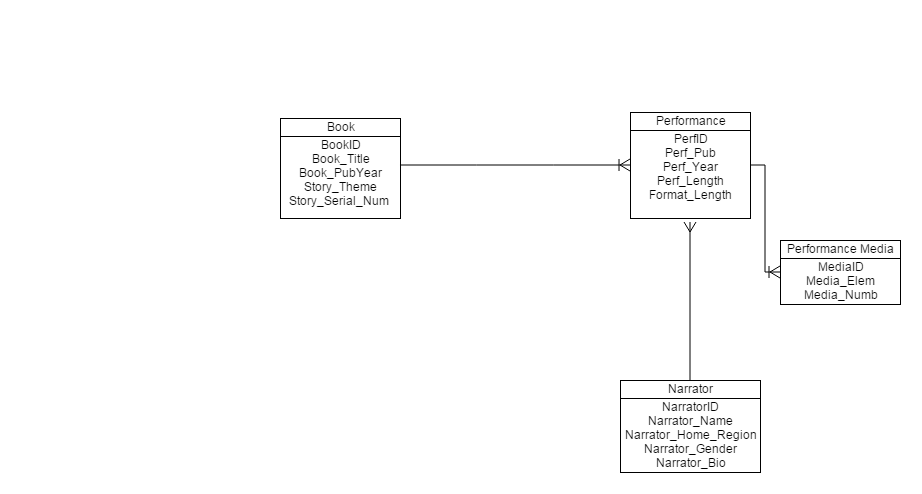 Book
BookID
Book_Title
Book_PubYear
Story_Theme
Story_Serial_Num
Performance
PerfID
Perf_Pub
Perf_Year
Perf_Length
Format_Length
Performance Media
MediaID
Media_Elem
Media_Numb
Narrator
NarratorID
Narrator_Name
Narrator_Home_Region
Narrator_Gender
Narrator_Bio